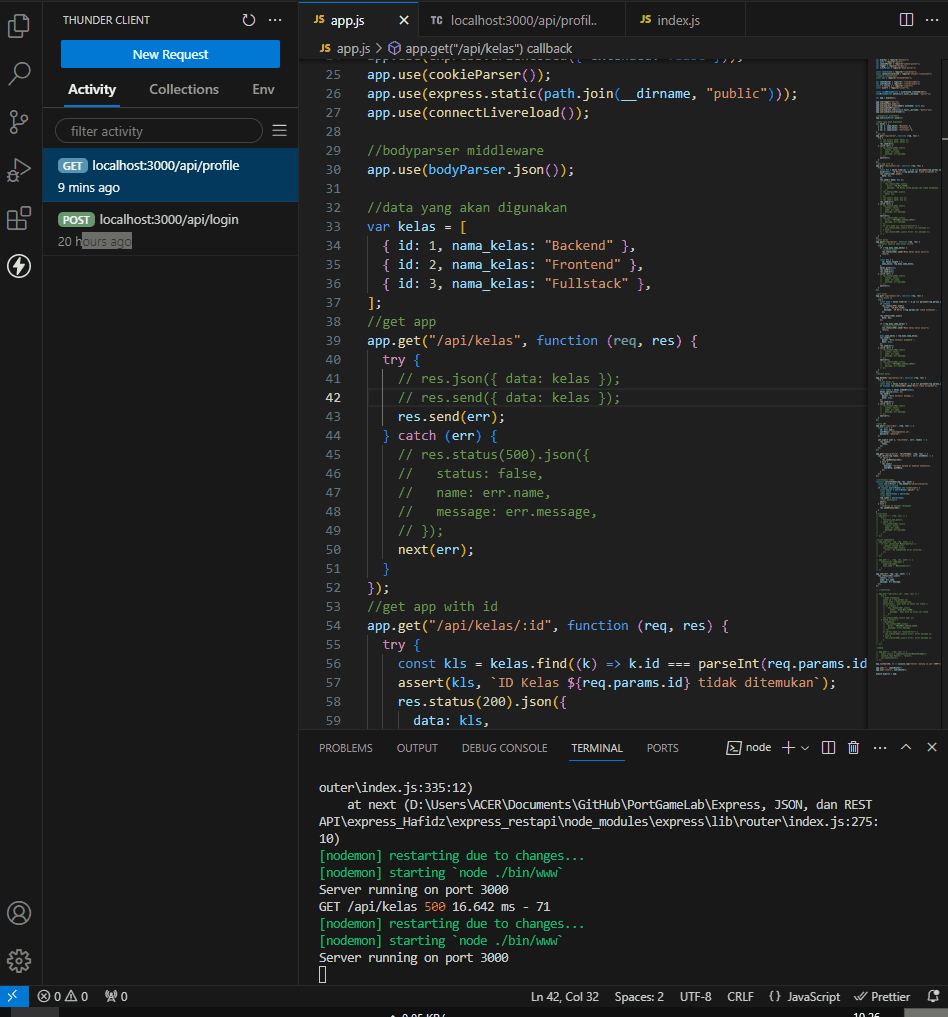 THUNDER CLIENT
New Request
Activity Collections Env
filter activity
GET localhost:3000/api/profile
9 mins ago
POST localhost:3000/api/login
20 hours ago
JS app.js
TC localhost:3000/api/profil..
JS index.js
JS app.js > app.get("/api/kelas") callback
25 app.use(cookieParser());
26 app.use(express.static(path.join(__dirname, "public")));
27 app.use(connectLivereload());
28
29 //bodyparser middleware
30 app.use(bodyParser.json());
31
32 //data yang akan digunakan
33 var kelas = [
34 { id: 1, nama_kelas: "Backend" },
35 { id: 2, nama_kelas: "Frontend" },
36 { id: 3, nama_kelas: "Fullstack" },
37 ];
38 //get app
39 app.get("/api/kelas", function (req, res) {
40 try {
41 // res.json({ data: kelas });
42 // res.send({ data: kelas });
43 res.send(err);
44 } catch (err) {
45 // res.status(500).json({
46 // status: false,
47 // name: err.name,
48 // message: err.message,
49 // });
50 next(err);
51 }
52 });
53 //get app with id
54 app.get("/api/kelas/:id", function (req, res) {
55 try {
56 const kls = kelas.find((k) => k.id === parseInt(req.params.id
57 assert(kls, `ID Kelas ${req.params.id} tidak ditemukan`);
58 res.status(200).json({
59 data: kls,
PROBLEMS OUTPUT DEBUG CONSOLE TERMINAL PORTS node
outer\index.js:335:12)
at next (D:\Users\ACER\Documents\GitHub\PortGameLab\Express, JSON, dan REST
API\express_Hafidz\express_restapi\node_modules\express\lib\router\index.js:275:
10)
[nodemon] restarting due to changes...
[nodemon] starting `node ./bin/www`
Server running on port 3000
GET /api/kelas 500 16.642 ms - 71
[nodemon] restarting due to changes...
[nodemon] starting `node ./bin/www`
Server running on port 3000
0 0 0 Ln 42, Col 32 Spaces: 2 UTF-8 CRLF {} JavaScript Prettier